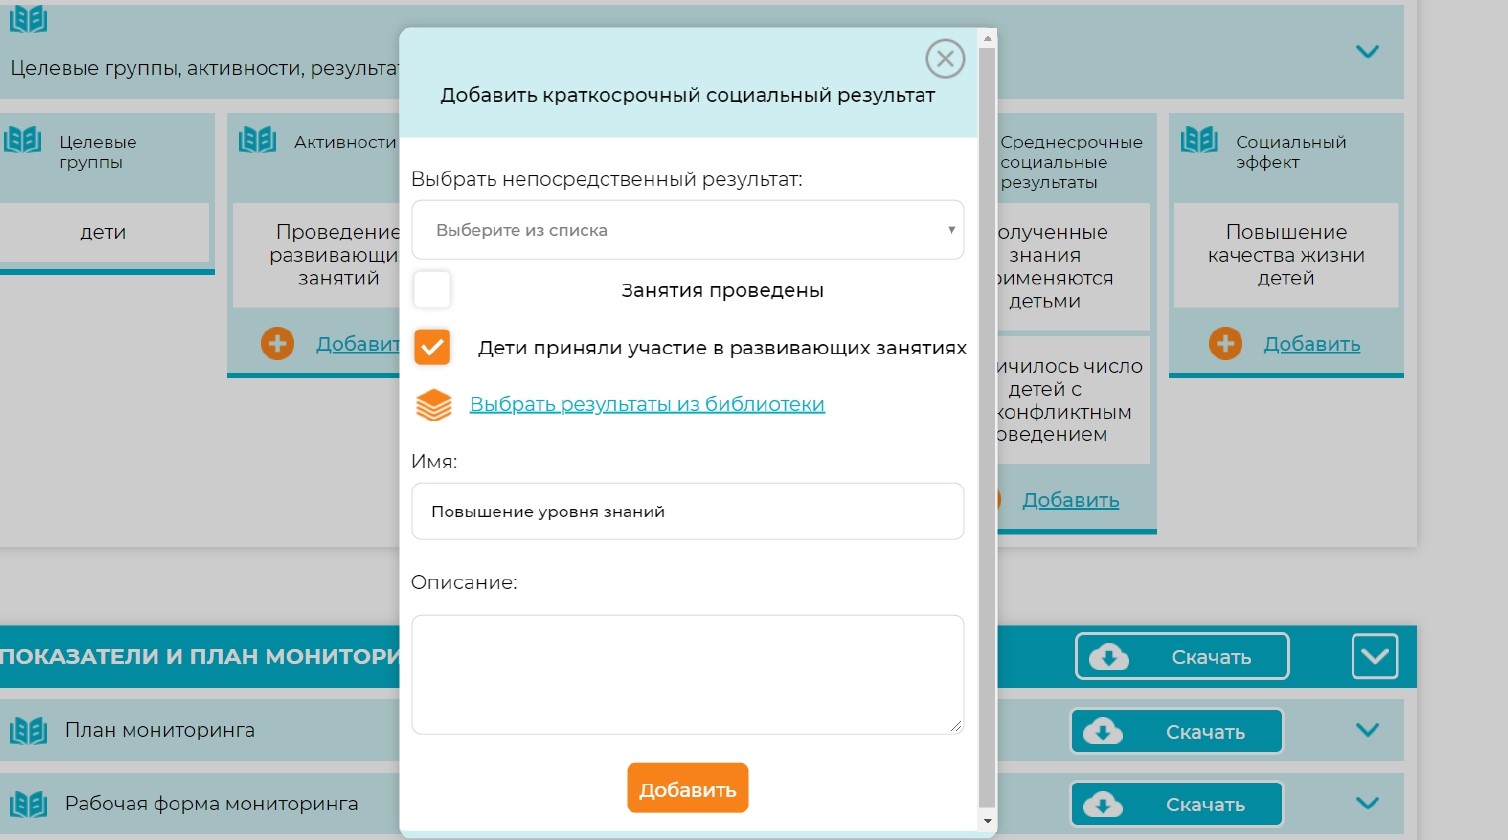 Целевые группы, активности, результа
Целевые
группы
дети
Активности
Проведение
развивающи
занятий
Добавит
Добавить краткосрочный социальный результат
Выбрать непосредственный результат:
Выберите из списка
Занятия проведены
Дети приняли участие в развивающих занятиях
Выбрать результаты из библиотеки
Имя:
Повышение уровня знаний
Описание:
Добавить
Среднесрочные
социальные
результаты
олученные
знания
рименяются
детьми
ичилось число
детей с
конфликтным
оведением
Добавить
Социальный
эффект
Повышение
качества жизни
детей
Добавить
ПОКАЗАТЕЛИ И ПЛАН МОНИТОРИ
Скачать
План мониторинга
Скачать
Рабочая форма мониторинга
Скачать